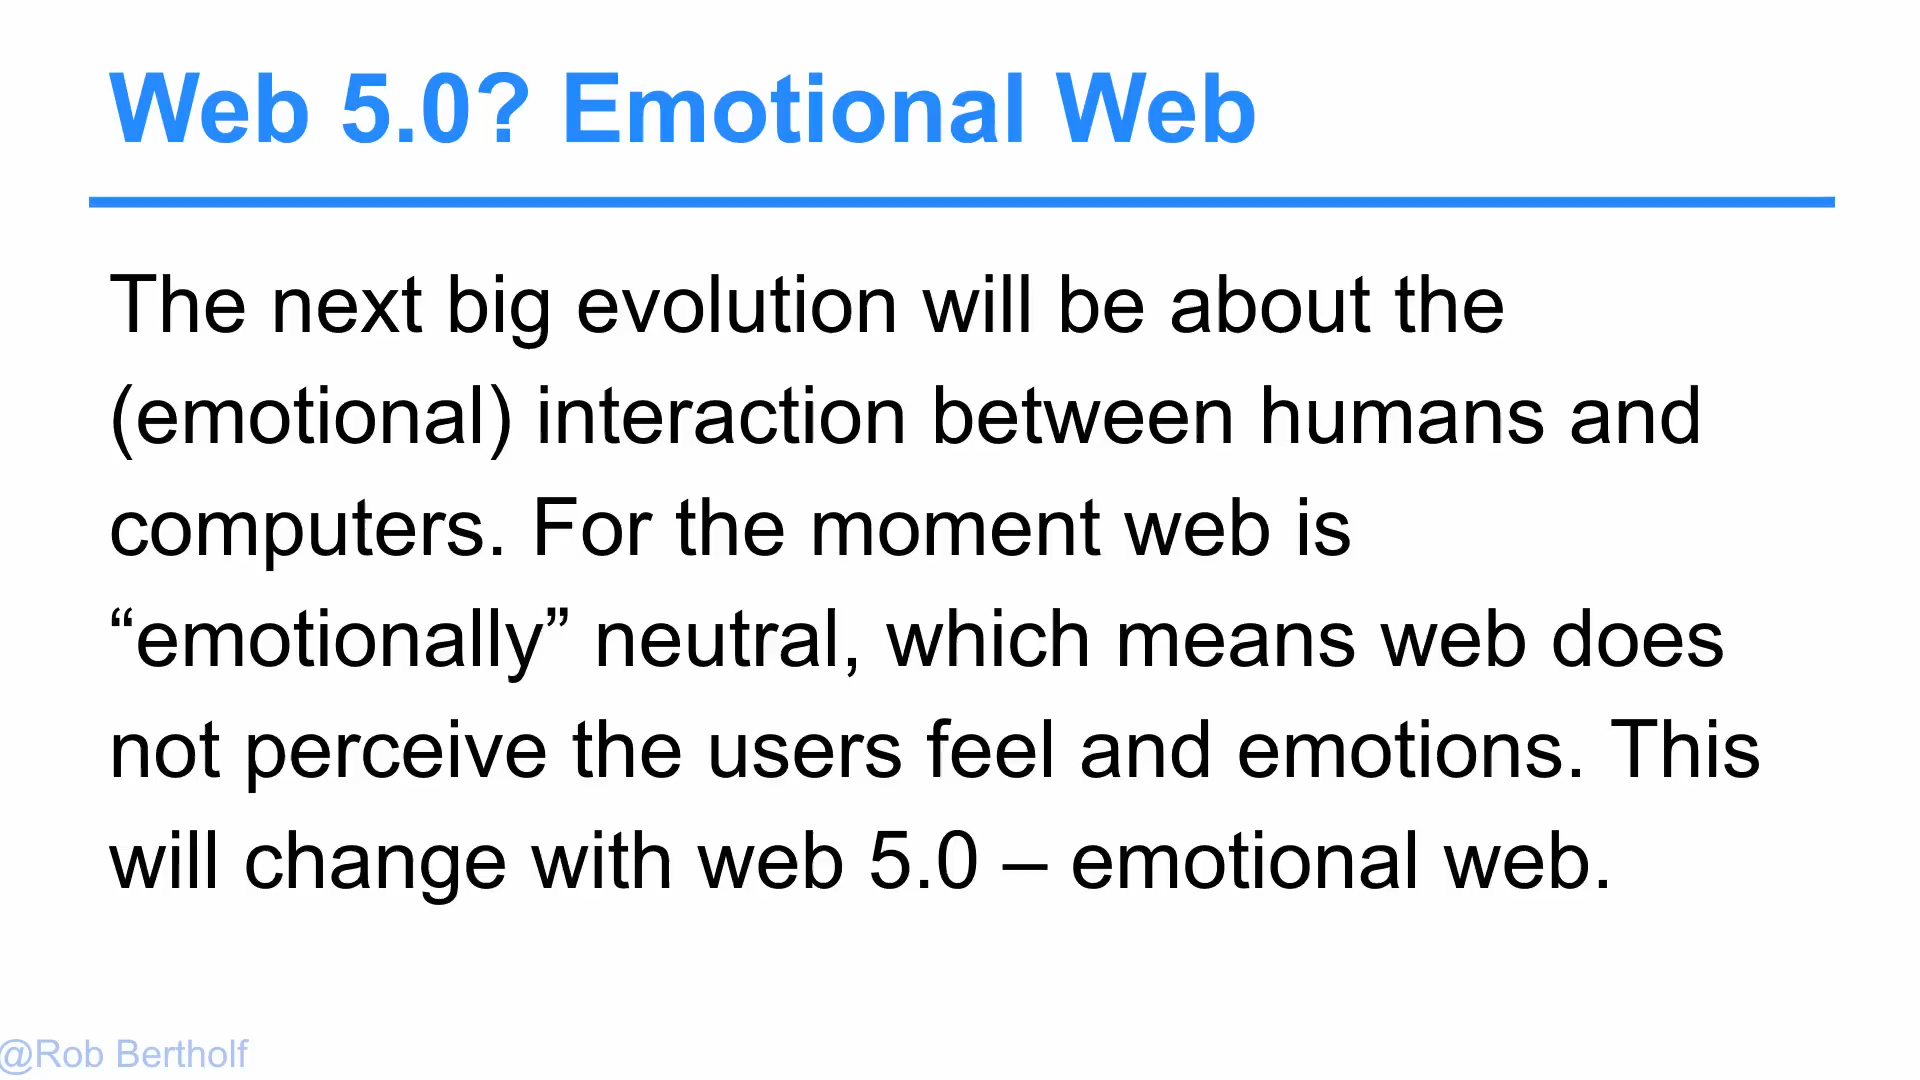 Web 5.0? Emotional Web
The next big evolution will be about the
(emotional) interaction between humans and
computers. For the moment web is
“emotionally” neutral, which means web does
not perceive the users feel and emotions. This
will change with web 5.0 – emotional web.
@Rob Bertholf